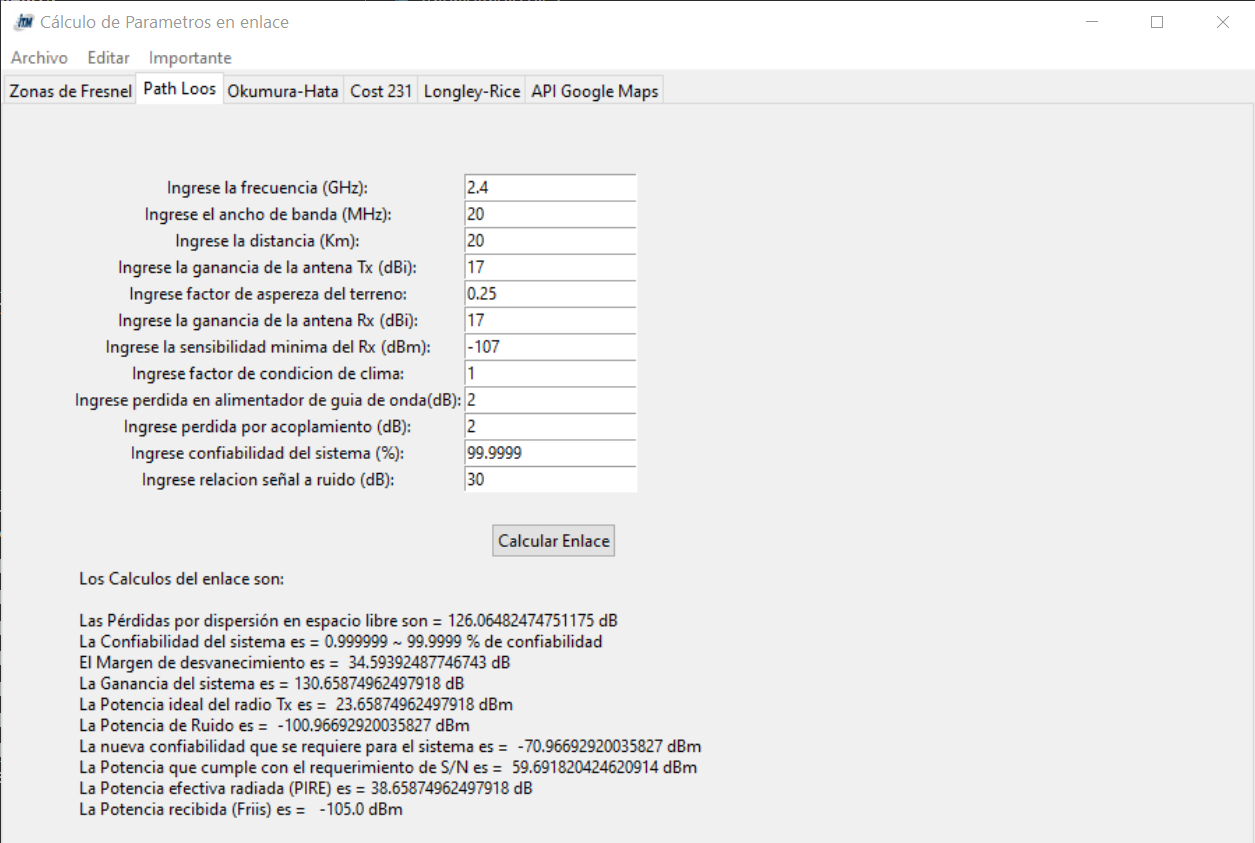 ITM Cálculo de Parametros en enlace
Archivo Editar Importante
Zonas de Fresnel Path Loos Okumura-Hata Cost 231 Longley-Rice API Google Maps
Ingrese la frecuencia (GHz): 2.4
Ingrese el ancho de banda (MHz): 20
Ingrese la distancia (Km): 20
Ingrese la ganancia de la antena Tx (dBi): 17
Ingrese factor de aspereza del terreno: 0.25
Ingrese la ganancia de la antena Rx (dBi): 17
Ingrese la sensibilidad minima del Rx (dBm): -107
Ingrese factor de condicion de clima: 1
Ingrese perdida en alimentador de guia de onda(dB): 2
Ingrese perdida por acoplamiento (dB): 2
Ingrese confiabilidad del sistema (%): 99.9999
Ingrese relacion señal a ruido (dB): 30
Calcular Enlace
Los Calculos del enlace son:
Las Pérdidas por dispersión en espacio libre son = 126.06482474751175 dB
La Confiabilidad del sistema es = 0.999999 ~ 99.9999 % de confiabilidad
El Margen de desvanecimiento es = 34.59392487746743 dB
La Ganancia del sistema es = 130.65874962497918 dB
La Potencia ideal del radio Tx es = 23.65874962497918 dBm
La Potencia de Ruido es = -100.96692920035827 dBm
La nueva confiabilidad que se requiere para el sistema es = -70.96692920035827 dBm
La Potencia que cumple con el requerimiento de S/N es = 59.691820424620914 dBm
La Potencia efectiva radiada (PIRE) es = 38.65874962497918 dB
La Potencia recibida (Friis) es = -105.0 dBm